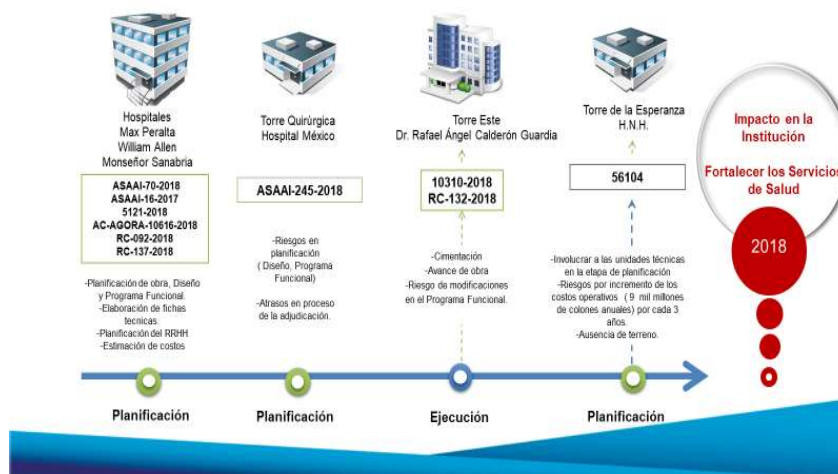 Hospitales
Max Peralta
William Allen
Monseñor Sanabria
ASAAI-70-2018
ASAAI-16-2017
5121-2018
AC-AGORA-10616-2018
RC-092-2018
RC-137-2018
-Planificación de obra, Diseño
y Programa Funcional.
-Elaboración de fichas
tecnicas.
-Planificación del RRHH
-Estimación de costos
Planificación
Torre Quirúrgica
Hospital México
ASAAI-245-2018
-Riesgos en
planificación
( Diseño, Programa
Funcional)
-Atrasos en proceso
de la adjudicación.
Planificación
Torre Este
Dr. Rafael Ángel Calderón Guardia
10310-2018
RC-132-2018
-Cimentación
-Avance de obra
-Riesgo de modificaciones
en el Programa Funcional.
Ejecución
Torre de la Esperanza
H.N.H.
56104
-Involucrar a las unidades técnicas
en la etapa de planificación
-Riesgos por incremento de los
costos operativos ( 9 mil millones
de colones anuales) por cada 3
años.
-Ausencia de terreno.
Planificación
Impacto en la
Institución
Fortalecer los Servicios
de Salud
2018